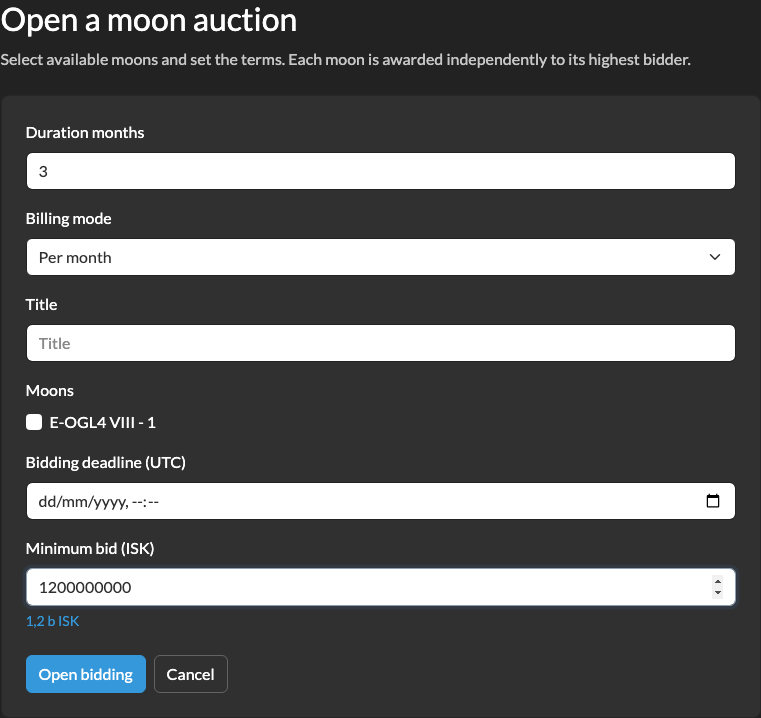 Open a moon auction
Select available moons and set the terms. Each moon is awarded independently to its highest bidder.
Duration months
3
Billing mode
Per month
Title
Title
Moons
E-OGL4 VIII - 1
Bidding deadline (UTC)
dd/mm/yyyy, --:--
Minimum bid (ISK)
1200000000
1,2 b ISK
Open bidding
Cancel